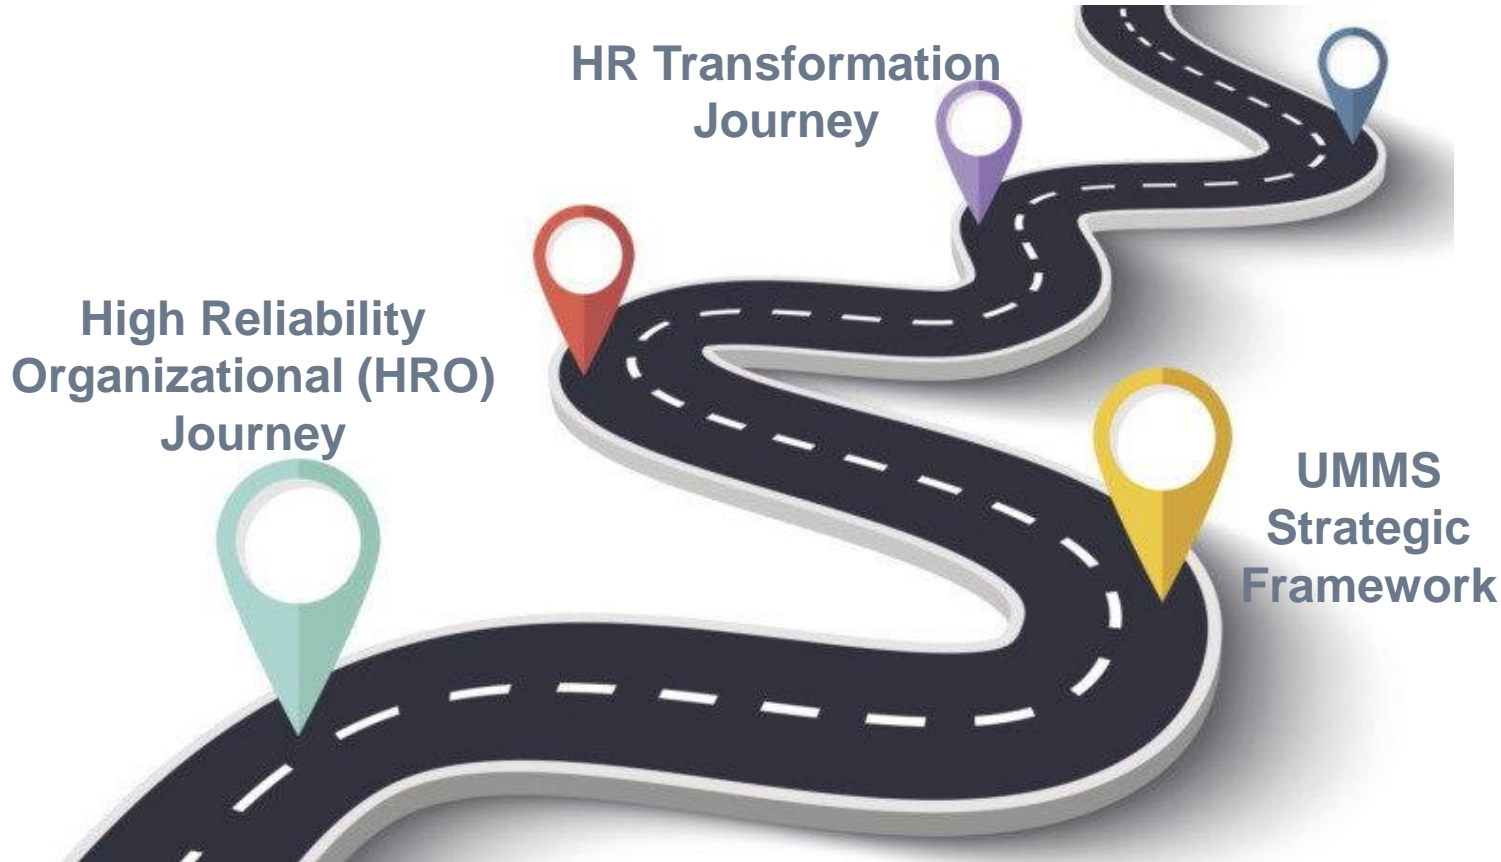 HR Transformation
Journey
High Reliability
Organizational (HRO)
Journey
UMMS
Strategic
Framework